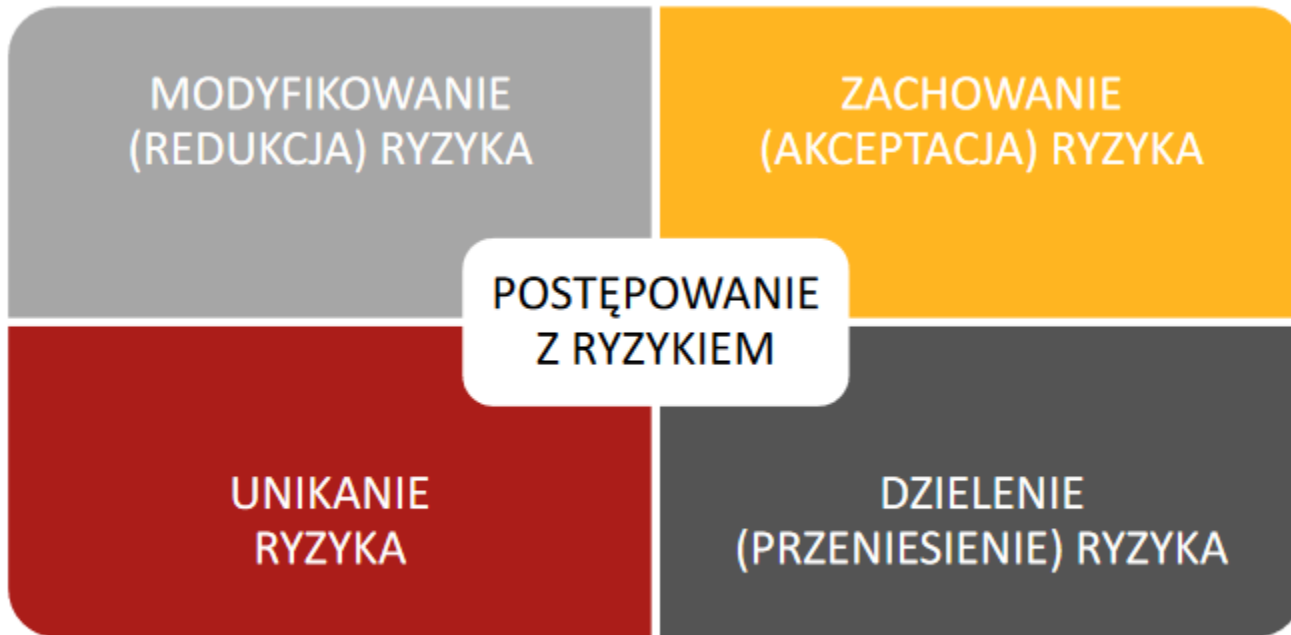 MODYFIKOWANIE
(REDUKCJA) RYZYKA
ZACHOWANIE
(AKCEPTACJA) RYZYKA
POSTĘPOWANIE
Z RYZYKIEM
UNIKANIE
RYZYKA
DZIELENIE
(PRZENIESIENIE) RYZYKA